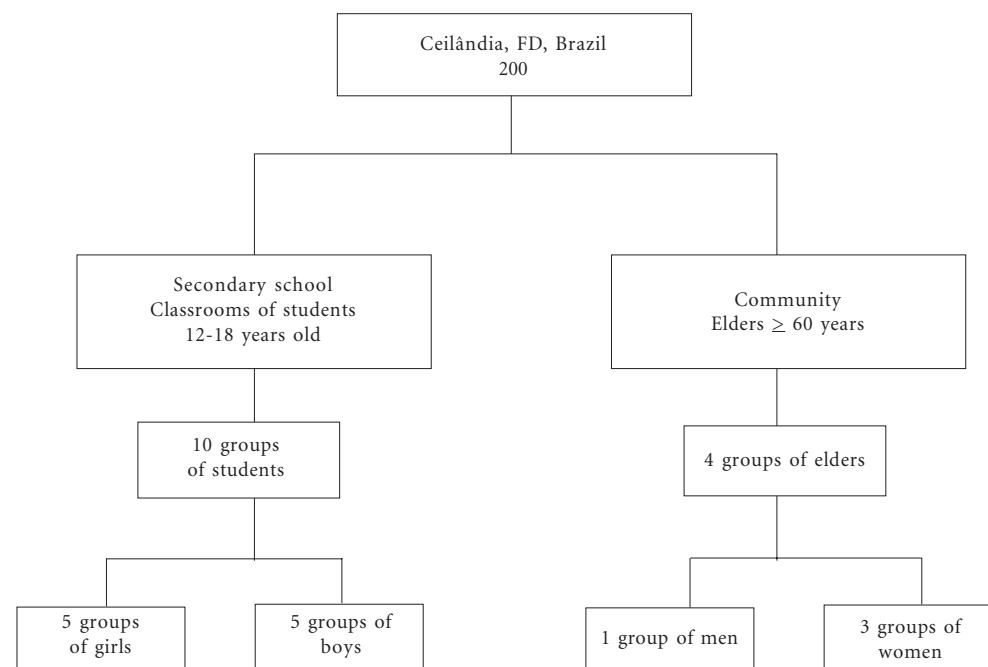 Ceilândia, FD, Brazil
200
Secondary school
Classrooms of students
12-18 years old
Community
Elders ≥ 60 years
10 groups
of students
4 groups of elders
5 groups
of girls
5 groups of
boys
1 group of men
3 groups of
women